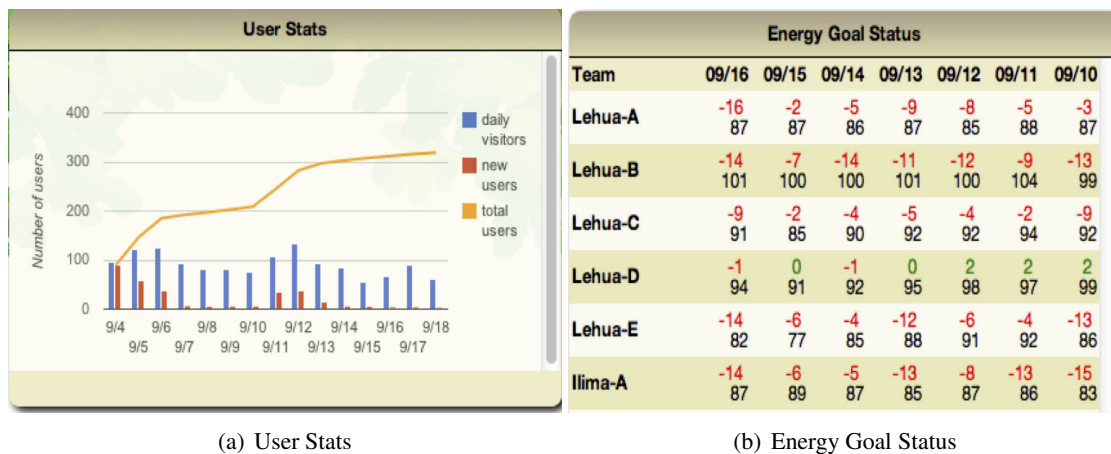 User Stats
400
300
200
100
0
Number of users
daily
visitors
new
users
total
users
9/4 9/6 9/8 9/10 9/12 9/14 9/16 9/18
9/5 9/7 9/9 9/11 9/13 9/15 9/17
(a) User Stats
Energy Goal Status
Team 09/16 09/15 09/14 09/13 09/12 09/11 09/10
Lehua-A
-16 -2 -5 -9 -8 -5 -3
87 87 86 87 85 88 87
Lehua-B
-14 -7 -14 -11 -12 -9 -13
101 100 100 101 100 104 99
Lehua-C
-9 -2 -4 -5 -4 -2 -9
91 85 90 92 92 94 92
Lehua-D
-1 0 -1 0 2 2 2
94 91 92 95 98 97 99
Lehua-E
-14 -6 -4 -12 -6 -4 -13
82 77 85 88 91 92 86
Ilima-A
-14 -6 -5 -13 -8 -13 -15
87 89 87 85 87 86 83
(b) Energy Goal Status